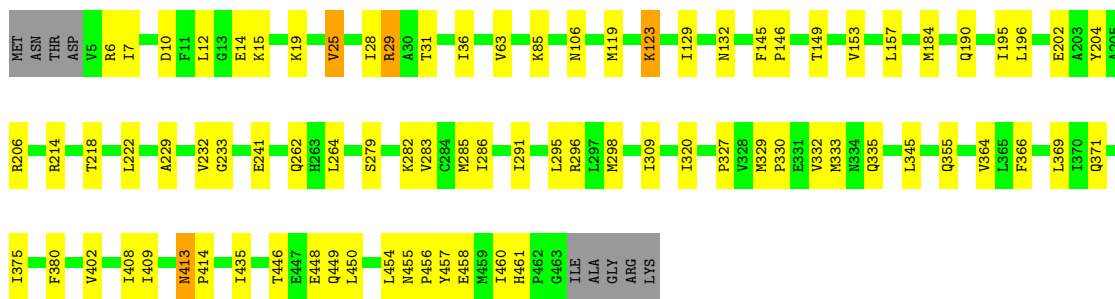 MET ASN THR ASP V5 R6 I7 D10 F11 L12 G13 E14 K15 K19 V25 I28 R29 A30 T31 I36 V63 K85 N106 M119 K123 I129 N132 F145 P146 T149 V153 L157 M184 Q190 I195 L196 E202 A203 Y204 A205
R206 R214 T218 L222 A229 V232 G233 E241 Q262 H263 L264 S279 K282 V283 C284 M285 I286 I291 L295 R296 L297 M298 I309 I320 P327 V328 M329 P330 E331 V332 M333 N334 Q335 L345 Q355 V364 L365 F366 L369 I370 Q371
I375 F380 V402 I408 I409 N413 P414 I435 T446 E447 E448 Q449 L450 L454 N455 P456 Y457 E458 M459 I460 H461 P462 G463 ILE ALA GLY ARG LYS